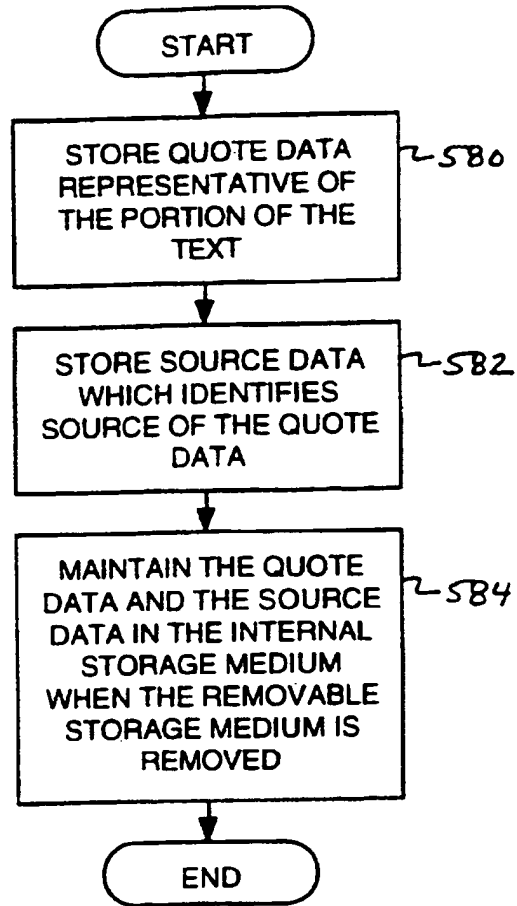 START
STORE QUOTE DATA
REPRESENTATIVE OF
THE PORTION OF THE
TEXT
580
STORE SOURCE DATA
WHICH IDENTIFIES
SOURCE OF THE QUOTE
DATA
582
MAINTAIN THE QUOTE
DATA AND THE SOURCE
DATA IN THE INTERNAL
STORAGE MEDIUM
WHEN THE REMOVABLE
STORAGE MEDIUM IS
REMOVED
584
END